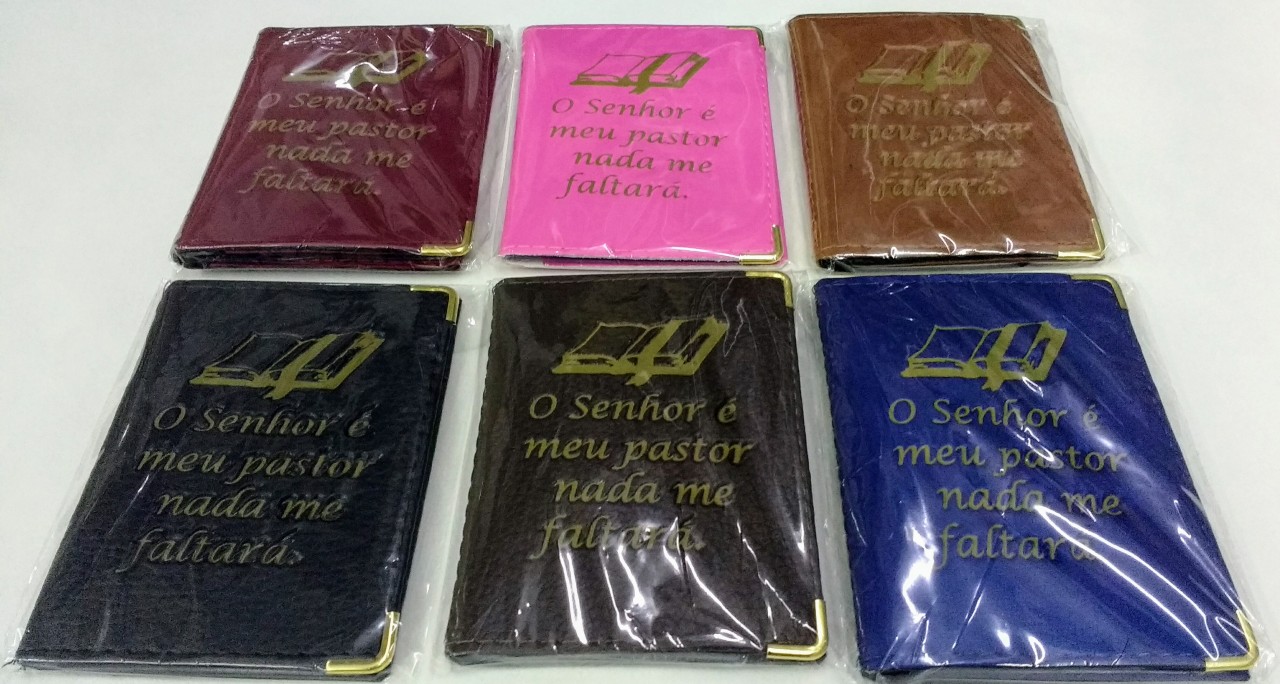 O Senhor é
meu pastor
nada me
faltará.
O Senhor é
meu pastor
nada me
faltará.
O Senhor é
meu pastor
nada me
faltará.
O Senhor é
meu pastor
nada me
faltará.
O Senhor é
meu pastor
nada me
faltará.
O Senhor é
meu pastor
nada me
faltará